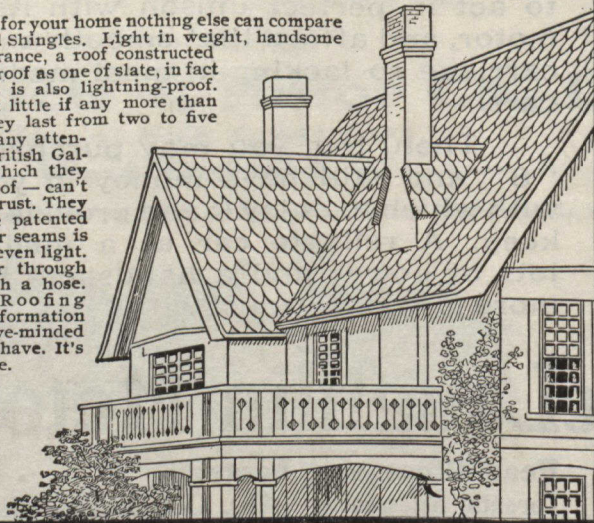 for your home nothing else can compare
Shingles. Light in weight, handsome
rance, a roof constructed
roof as one of slate, in fact
is also lightning-proof.
little if any more than
ey last from two to five
any atten-
ritish Gal-
which they
of — can't
rust. They
patented
r seams is
even light.
r through
h a hose.
Roofing
formation
ve-minded
have. It's
e.